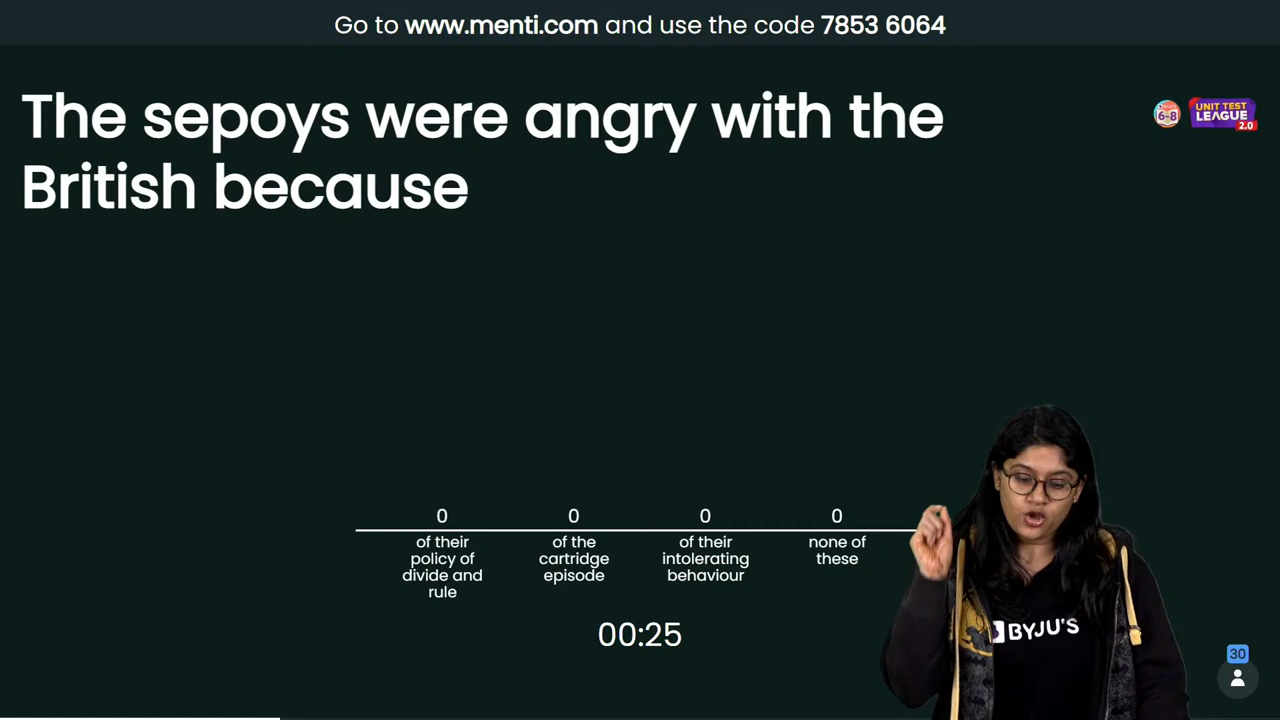 Go to www.menti.com and use the code 7853 6064
The sepoys were angry with the
British because
6-8
UNIT TEST
LEAGUE
2.0
0
0
0
0
of their
policy of
divide and
rule
of the
cartridge
episode
of their
intolerating
behaviour
none of
these
00:25
BYJU'S
30